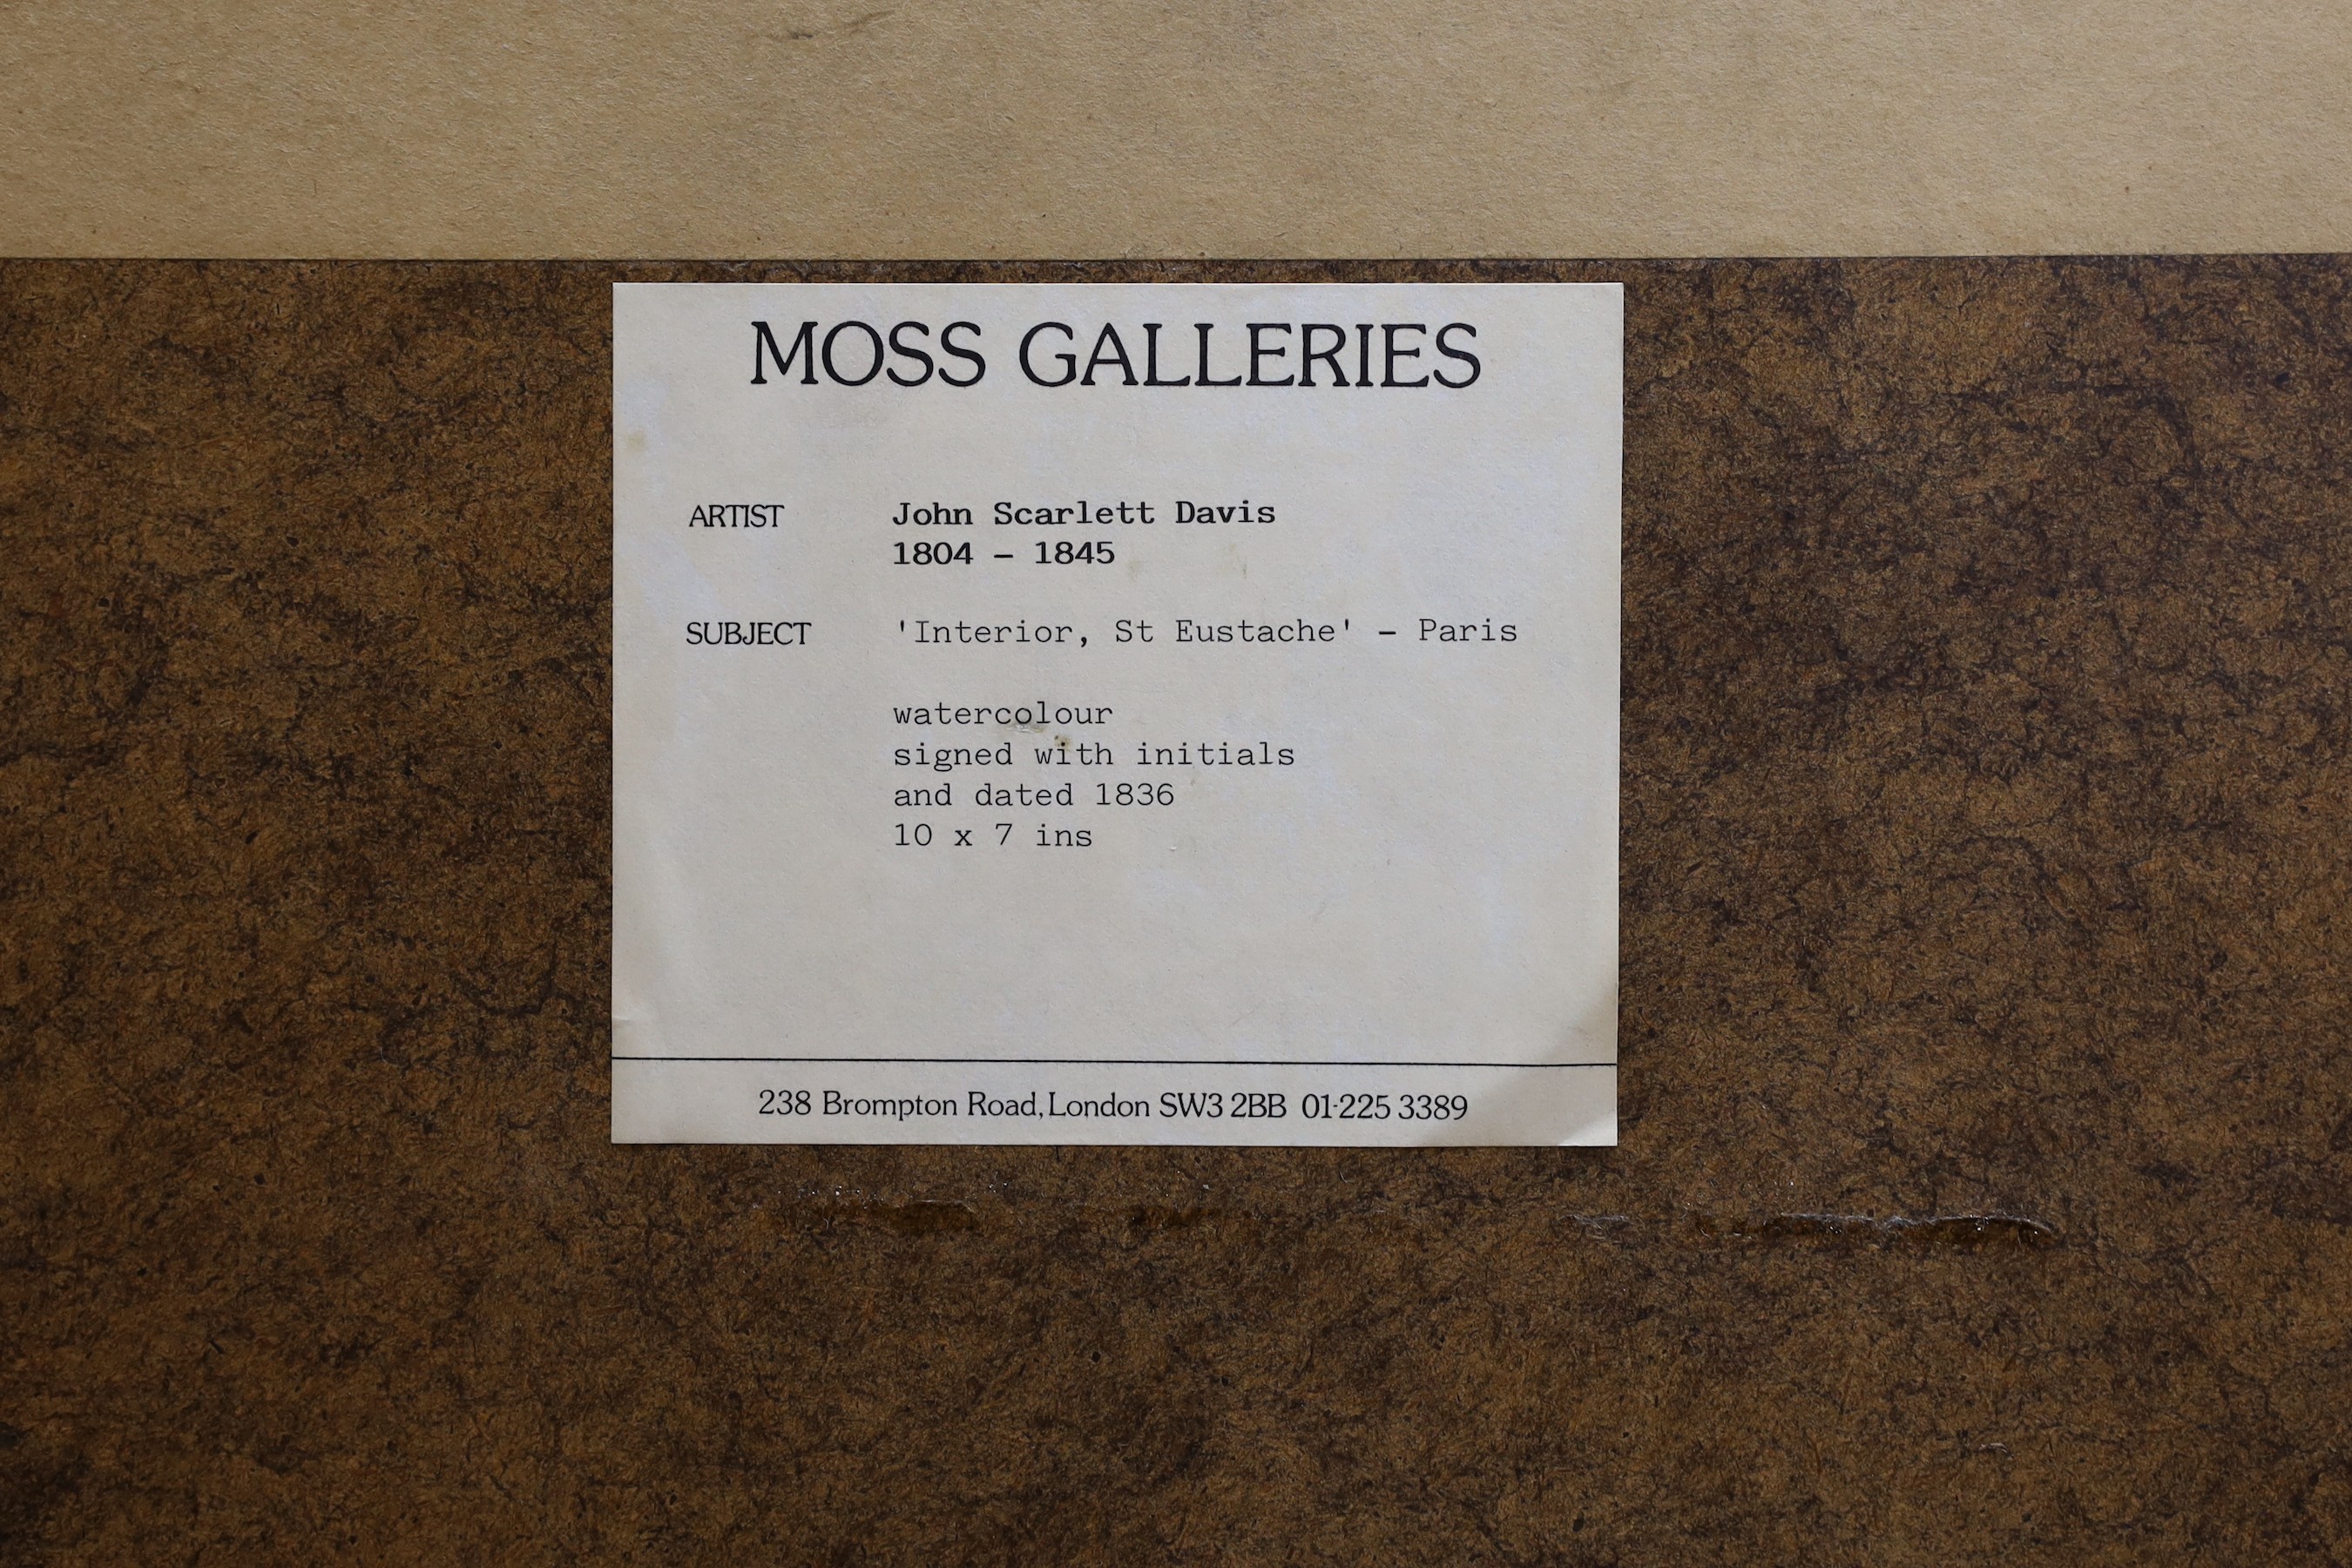 MOSS GALLERIES
ARTIST John Scarlett Davis
1804 – 1845
SUBJECT 'Interior, St Eustache' – Paris
watercolour
signed with initials
and dated 1836
10 x 7 ins
238 Brompton Road, London SW3 2BB 01-225 3389